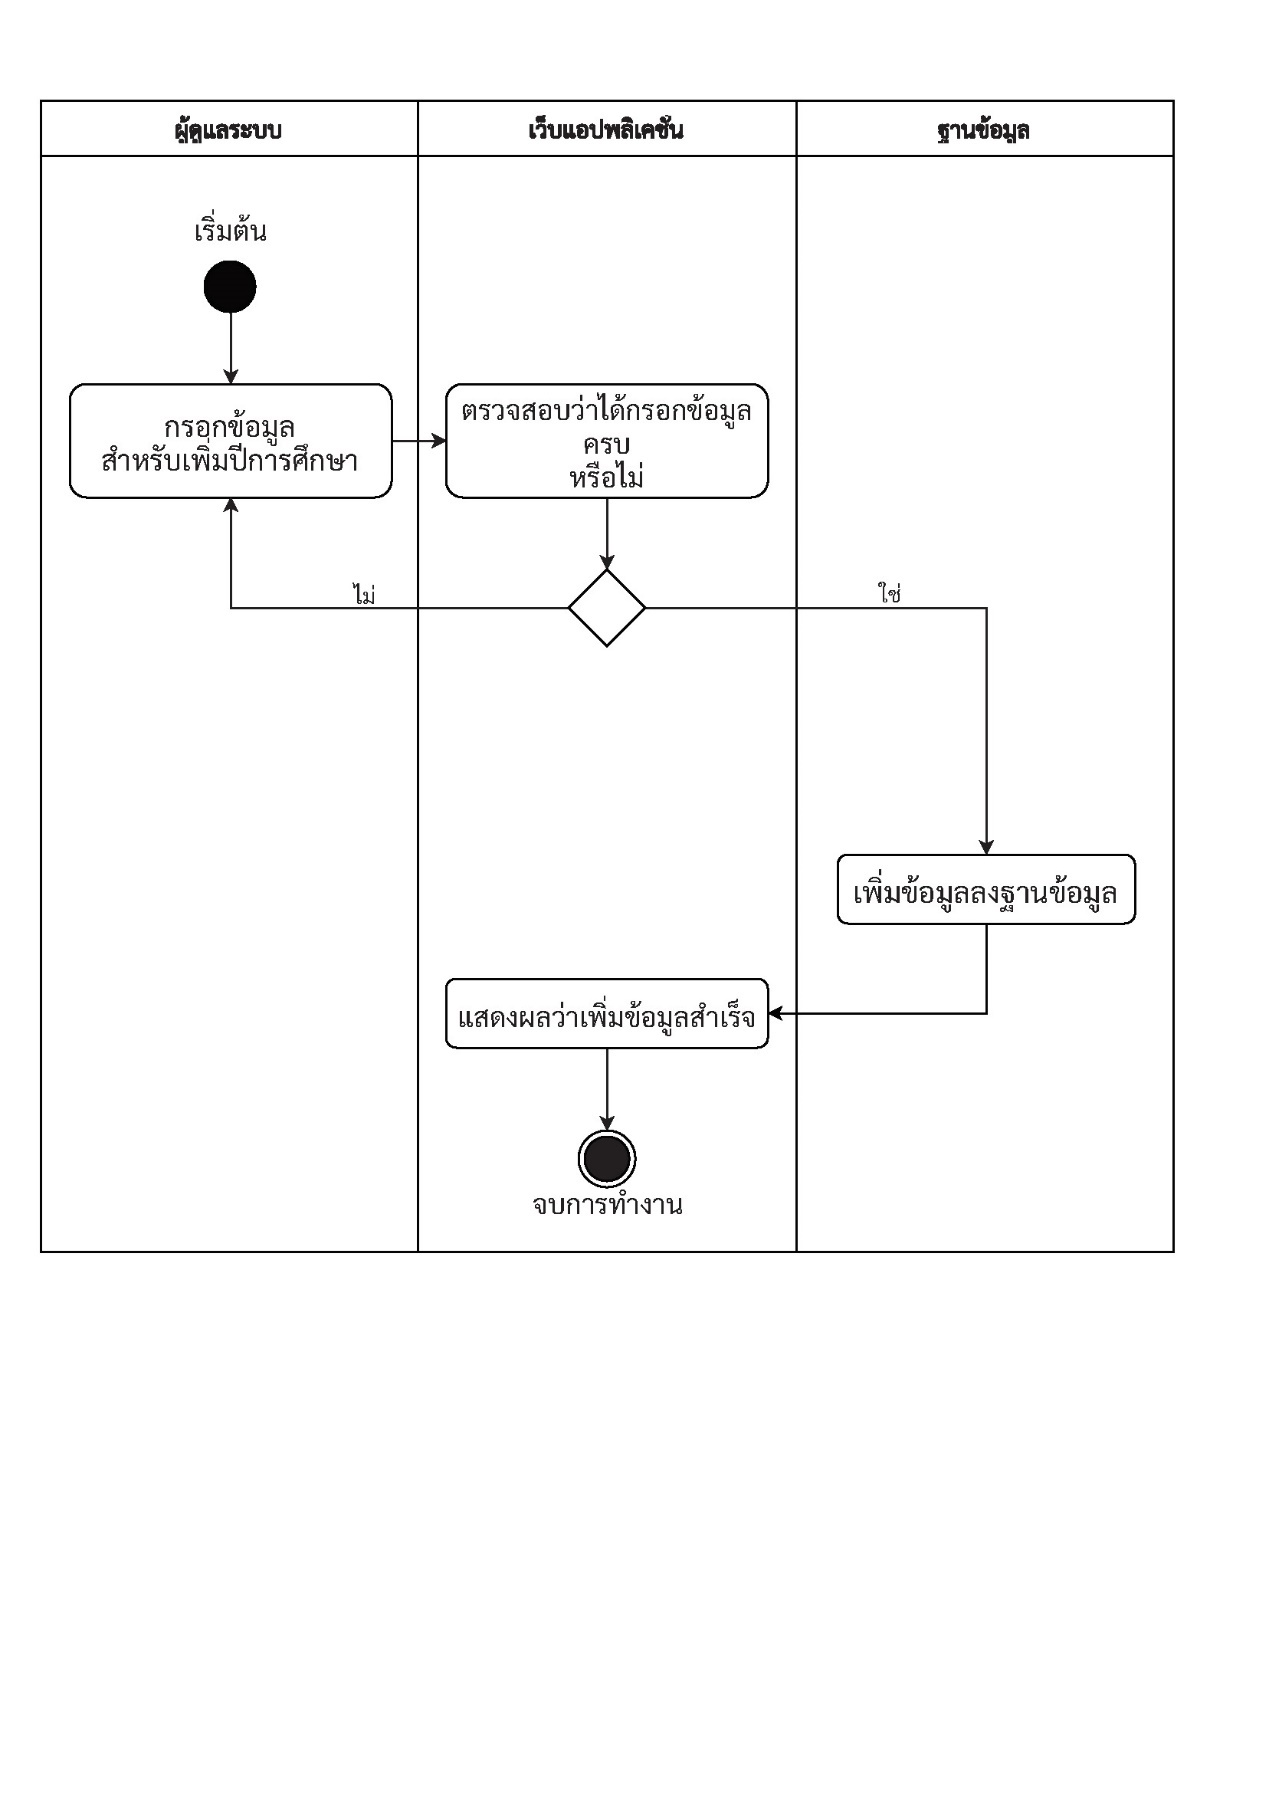 ผู้ดูแลระบบ
เว็บแอปพลิเคชั่น
ฐานข้อมูล
เริ่มต้น
กรอกข้อมูล
สำหรับเพิ่มปีการศึกษา
ตรวจสอบว่าได้กรอกข้อมูล
ครบ
หรือไม่
ไม่
ใช่
เพิ่มข้อมูลลงฐานข้อมูล
แสดงผลว่าเพิ่มข้อมูลสำเร็จ
จบการทำงาน